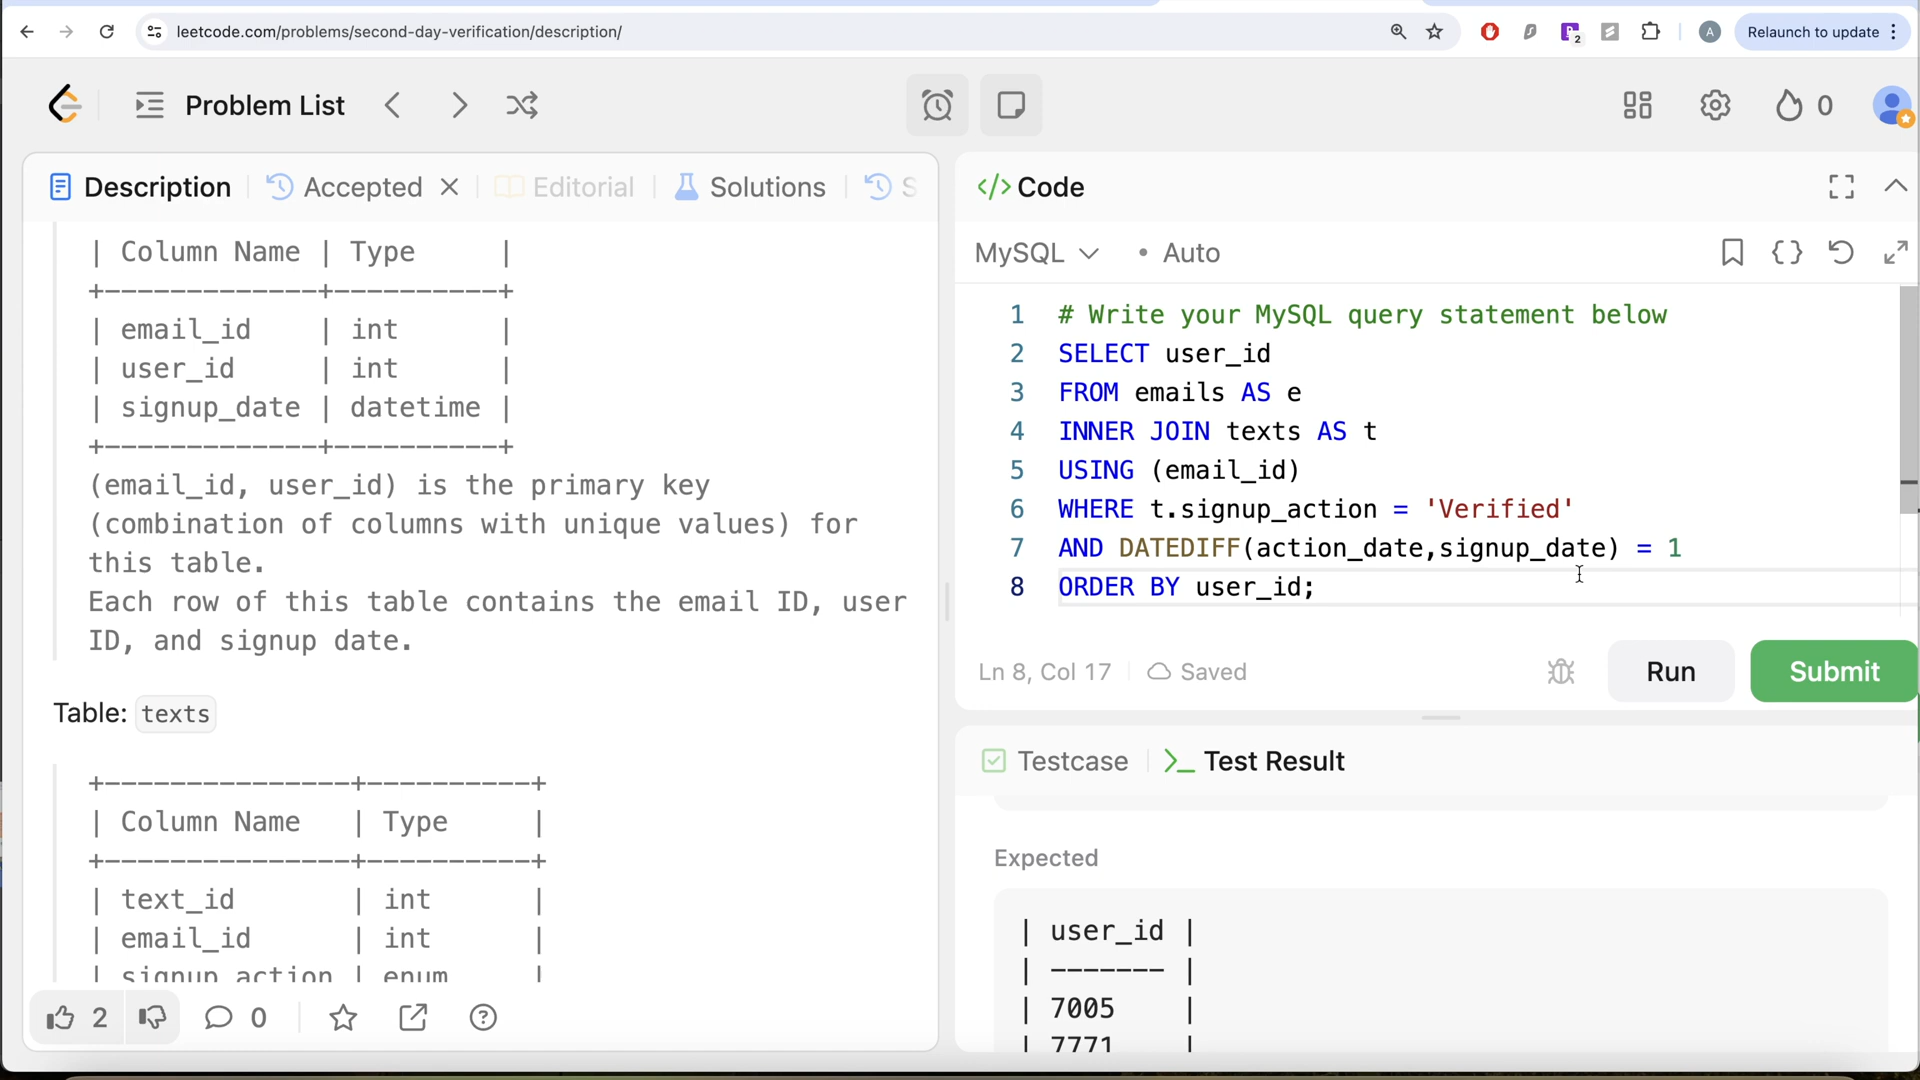 leetcode.com/problems/second-day-verification/description/
2
A
Relaunch to update
Problem List
0
Description
Accepted
Editorial
Solutions
S
| Column Name | Type |
+-------------+----------+
| email_id | int |
| user_id | int |
| signup_date | datetime |
+-------------+----------+
(email_id, user_id) is the primary key
(combination of columns with unique values) for
this table.
Each row of this table contains the email ID, user
ID, and signup date.
Table: texts
+---------------+----------+
| Column Name | Type |
+---------------+----------+
| text_id | int |
| email_id | int |
| signup_action | enum |
2
0
</> Code
MySQL
• Auto
1 # Write your MySQL query statement below
2 SELECT user_id
3 FROM emails AS e
4 INNER JOIN texts AS t
5 USING (email_id)
6 WHERE t.signup_action = 'Verified'
7 AND DATEDIFF(action_date,signup_date) = 1
8 ORDER BY user_id;
Ln 8, Col 17
Saved
Run
Submit
Testcase
>_ Test Result
Expected
| user_id |
| ------- |
| 7005 |
| 7771 |